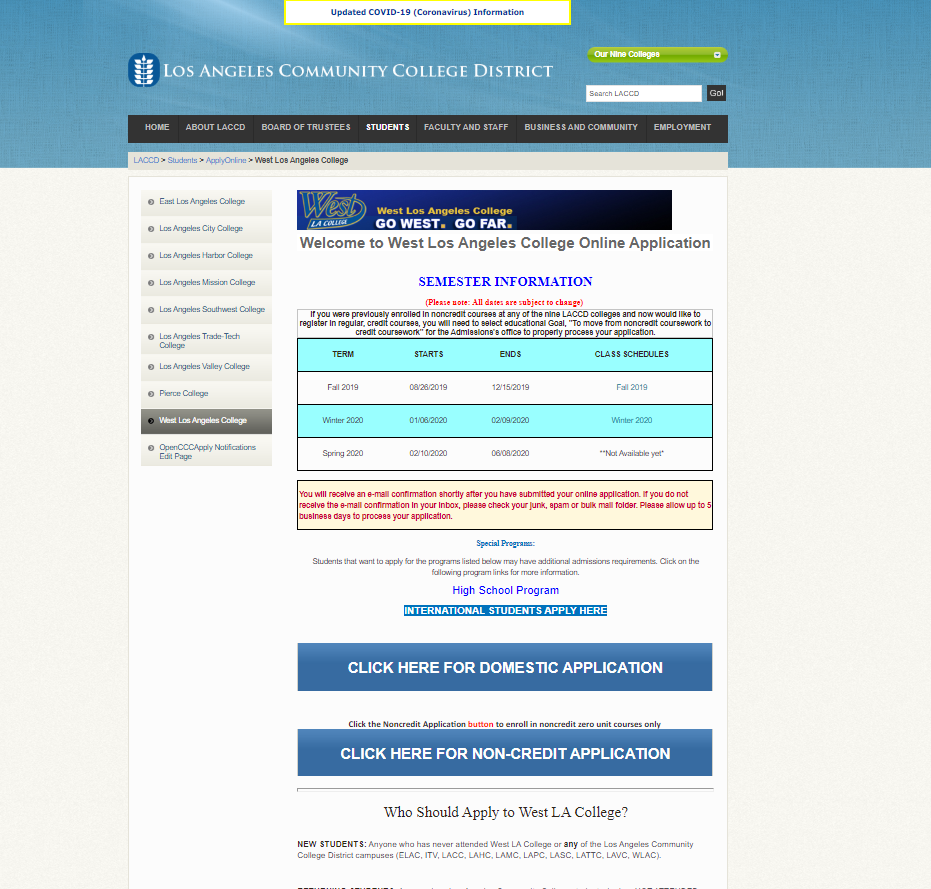 Updated COVID-19 (Coronavirus) Information
Our Nine Colleges
LOS ANGELES COMMUNITY COLLEGE DISTRICT
Search LACCD
Go!
HOME ABOUT LACCD BOARD OF TRUSTEES STUDENTS FACULTY AND STAFF BUSINESS AND COMMUNITY EMPLOYMENT
LACCD > Students > ApplyOnline > West Los Angeles College
East Los Angeles College
Los Angeles City College
Los Angeles Harbor College
Los Angeles Mission College
Los Angeles Southwest College
Los Angeles Trade-Tech
College
Los Angeles Valley College
Pierce College
West Los Angeles College
OpenCCCApply Notifications
Edit Page
West
LA COLLEGE
West Los Angeles College
GO WEST. GO FAR.
Welcome to West Los Angeles College Online Application
SEMESTER INFORMATION
(Please note: All dates are subject to change)
If you were previously enrolled in noncredit courses at any of the nine LACCD colleges and now would like to
register in regular, credit courses, you will need to select educational Goal, "To move from noncredit coursework to
credit coursework" for the Admissions's office to properly process your application.
TERM STARTS ENDS CLASS SCHEDULES
Fall 2019 08/26/2019 12/15/2019 Fall 2019
Winter 2020 01/06/2020 02/09/2020 Winter 2020
Spring 2020 02/10/2020 06/08/2020 **Not Available yet*
You will receive an e-mail confirmation shortly after you have submitted your online application. If you do not
receive the e-mail confirmation in your inbox, please check your junk, spam or bulk mail folder. Please allow up to 5
business days to process your application.
Special Programs:
Students that want to apply for the programs listed below may have additional admissions requirements. Click on the
following program links for more information.
High School Program
INTERNATIONAL STUDENTS APPLY HERE
CLICK HERE FOR DOMESTIC APPLICATION
Click the Noncredit Application button to enroll in noncredit zero unit courses only
CLICK HERE FOR NON-CREDIT APPLICATION
Who Should Apply to West LA College?
NEW STUDENTS: Anyone who has never attended West LA College or any of the Los Angeles Community
College District campuses (ELAC, ITV, LACC, LAHC, LAMC, LAPC, LASC, LATTC, LAVC, WLAC).